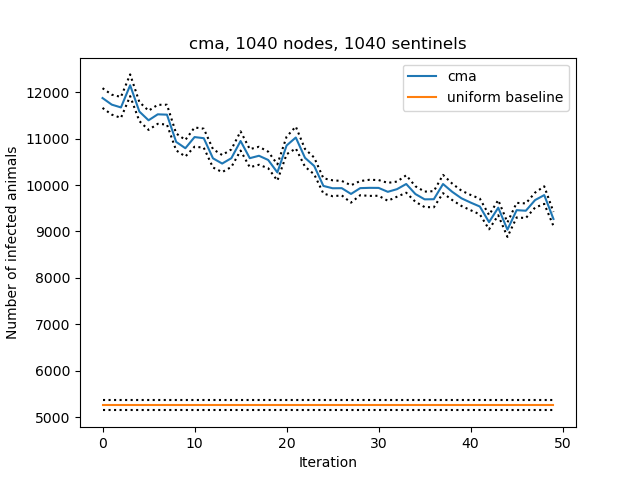 cma, 1040 nodes, 1040 sentinels
cma
uniform baseline
Number of infected animals
12000
11000
10000
9000
8000
7000
6000
5000
0 10 20 30 40 50
Iteration